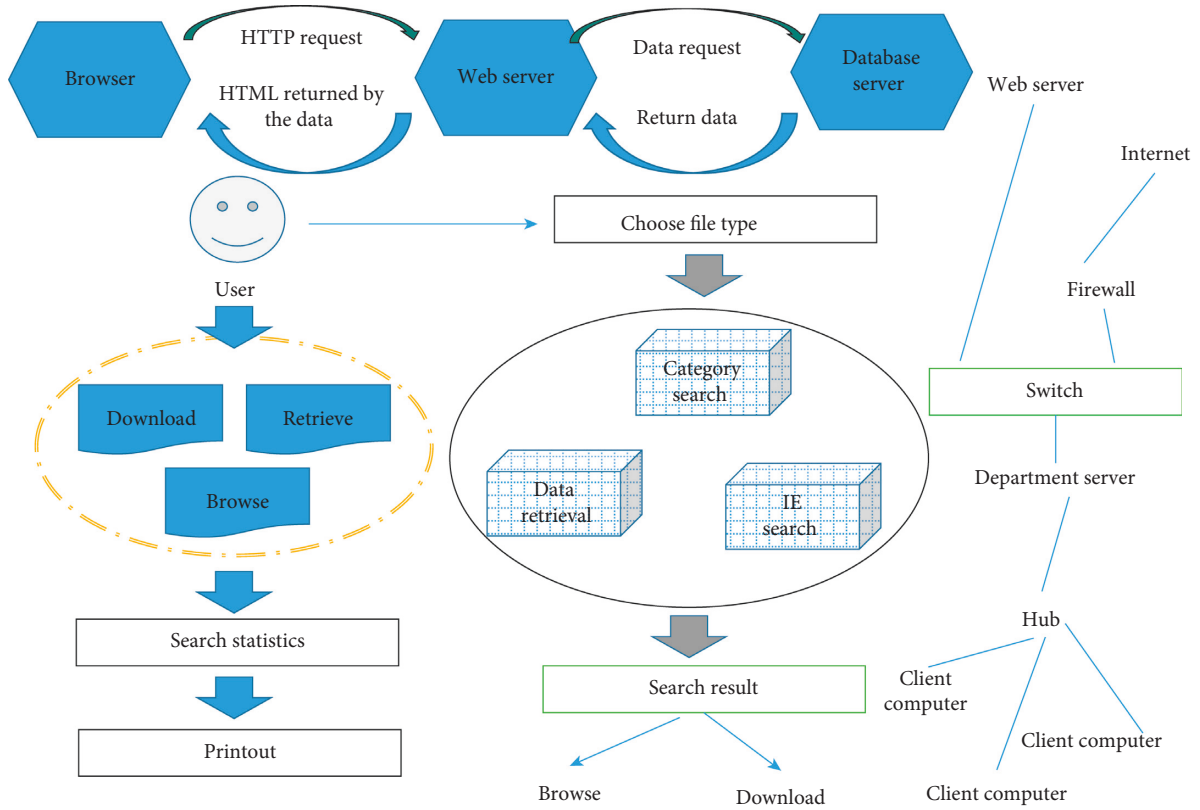 Browser
HTTP request
HTML returned by
the data
Web server
Data request
Return data
Database
server
Web server
Internet
Firewall
Switch
Department server
Hub
Client
computer
Client computer
Client computer
User
Choose file type
Download
Retrieve
Browse
Category
search
Data
retrieval
IE
search
Search statistics
Printout
Search result
Browse
Download